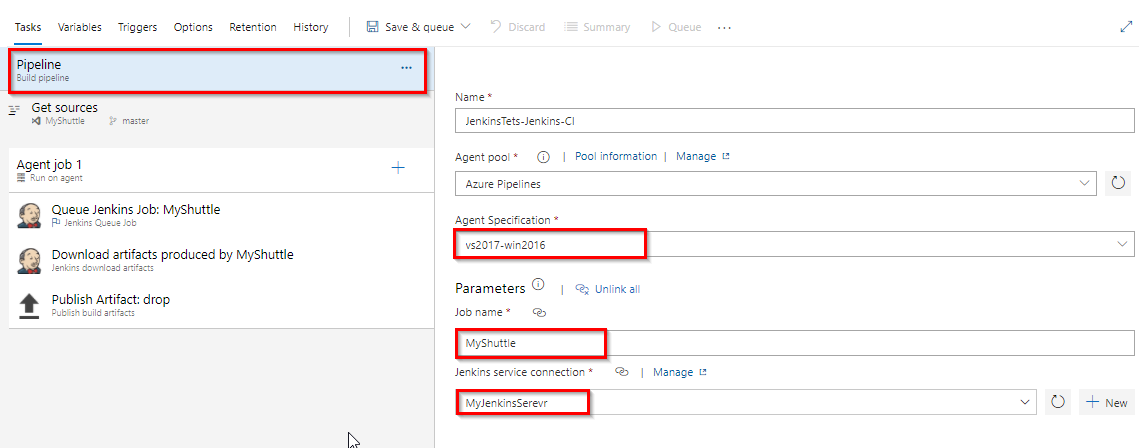 Tasks Variables Triggers Options Retention History Save & queue Discard Summary Queue ...
Pipeline ...
Build pipeline
Get sources
MyShuttle master
Agent job 1 +
Run on agent
Queue Jenkins Job: MyShuttle
Jenkins Queue Job
Download artifacts produced by MyShuttle
Jenkins download artifacts
Publish Artifact: drop
Publish build artifacts
Name *
JenkinsTets-Jenkins-CI
Agent pool * | Pool information | Manage
Azure Pipelines
Agent Specification *
vs2017-win2016
Parameters | Unlink all
Job name *
MyShuttle
Jenkins service connection * | Manage
MyJenkinsSerevr
+ New